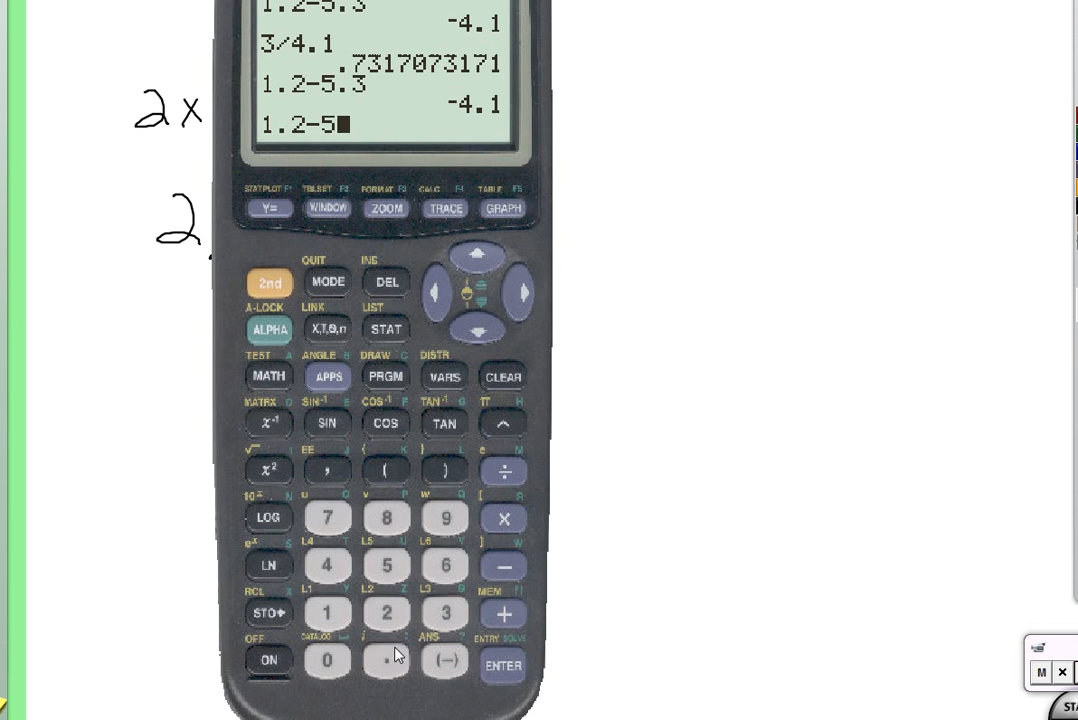 1.2-5.3
-4.1
3/4.1
.7317073171
1.2-5.3
-4.1
1.2-5
2x
2
STATPLOT F1 TBLSET F2 FORMAT F3 CALC F4 TABLE F5
Y= WINDOW ZOOM TRACE GRAPH
QUIT INS
2nd MODE DEL
A-LOCK LINK LIST
ALPHA X,T,Θ,n STAT
TEST A ANGLE B DRAW C DISTR
MATH APPS PRGM VARS CLEAR
MATRX D SIN-1 E COS-1 F TAN-1 G π H
x-1 SIN COS TAN ^
√ I EE J { K } L e M
x² , ( ) ÷
10x N u O v P w Q [ R
LOG 7 8 9 X
ex S L4 T L5 U L6 V ] W
LN 4 5 6 −
RCL X L1 Y L2 Z L3 Θ MEM "
STO 1 2 3 +
OFF CATALOG i : ANS ? ENTRY SOLVE
ON 0 . (−) ENTER
M X
STA